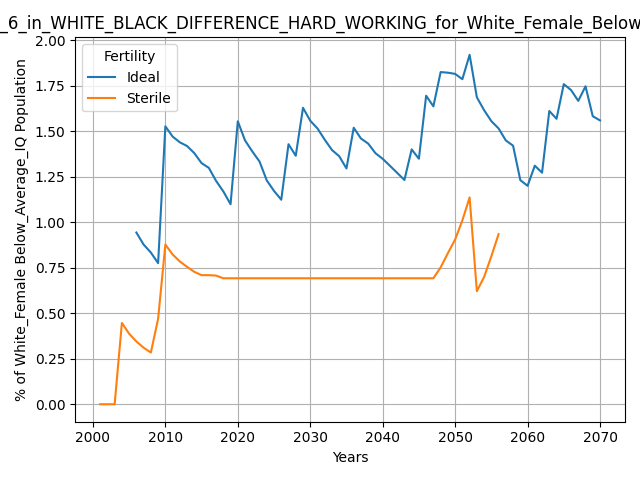 _6_in_WHITE_BLACK_DIFFERENCE_HARD_WORKING_for_White_Female_Below
% of White_Female Below_Average_IQ Population
2.00
1.75
1.50
1.25
1.00
0.75
0.50
0.25
0.00
Fertility
Ideal
Sterile
2000 2010 2020 2030 2040 2050 2060 2070
Years